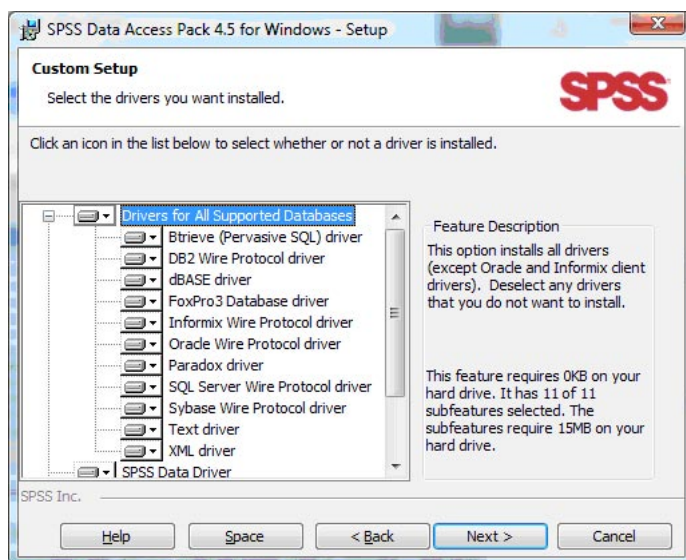 SPSS Data Access Pack 4.5 for Windows - Setup
Custom Setup
Select the drivers you want installed.
SPSS
Click an icon in the list below to select whether or not a driver is installed.
Drivers for All Supported Databases
Btrieve (Pervasive SQL) driver
DB2 Wire Protocol driver
dBASE driver
FoxPro3 Database driver
Informix Wire Protocol driver
Oracle Wire Protocol driver
Paradox driver
SQL Server Wire Protocol driver
Sybase Wire Protocol driver
Text driver
XML driver
SPSS Data Driver
Feature Description
This option installs all drivers
(except Oracle and Informix client
drivers). Deselect any drivers
that you do not want to install.
This feature requires 0KB on your
hard drive. It has 11 of 11
subfeatures selected. The
subfeatures require 15MB on your
hard drive.
SPSS Inc.
Help
Space
< Back
Next >
Cancel